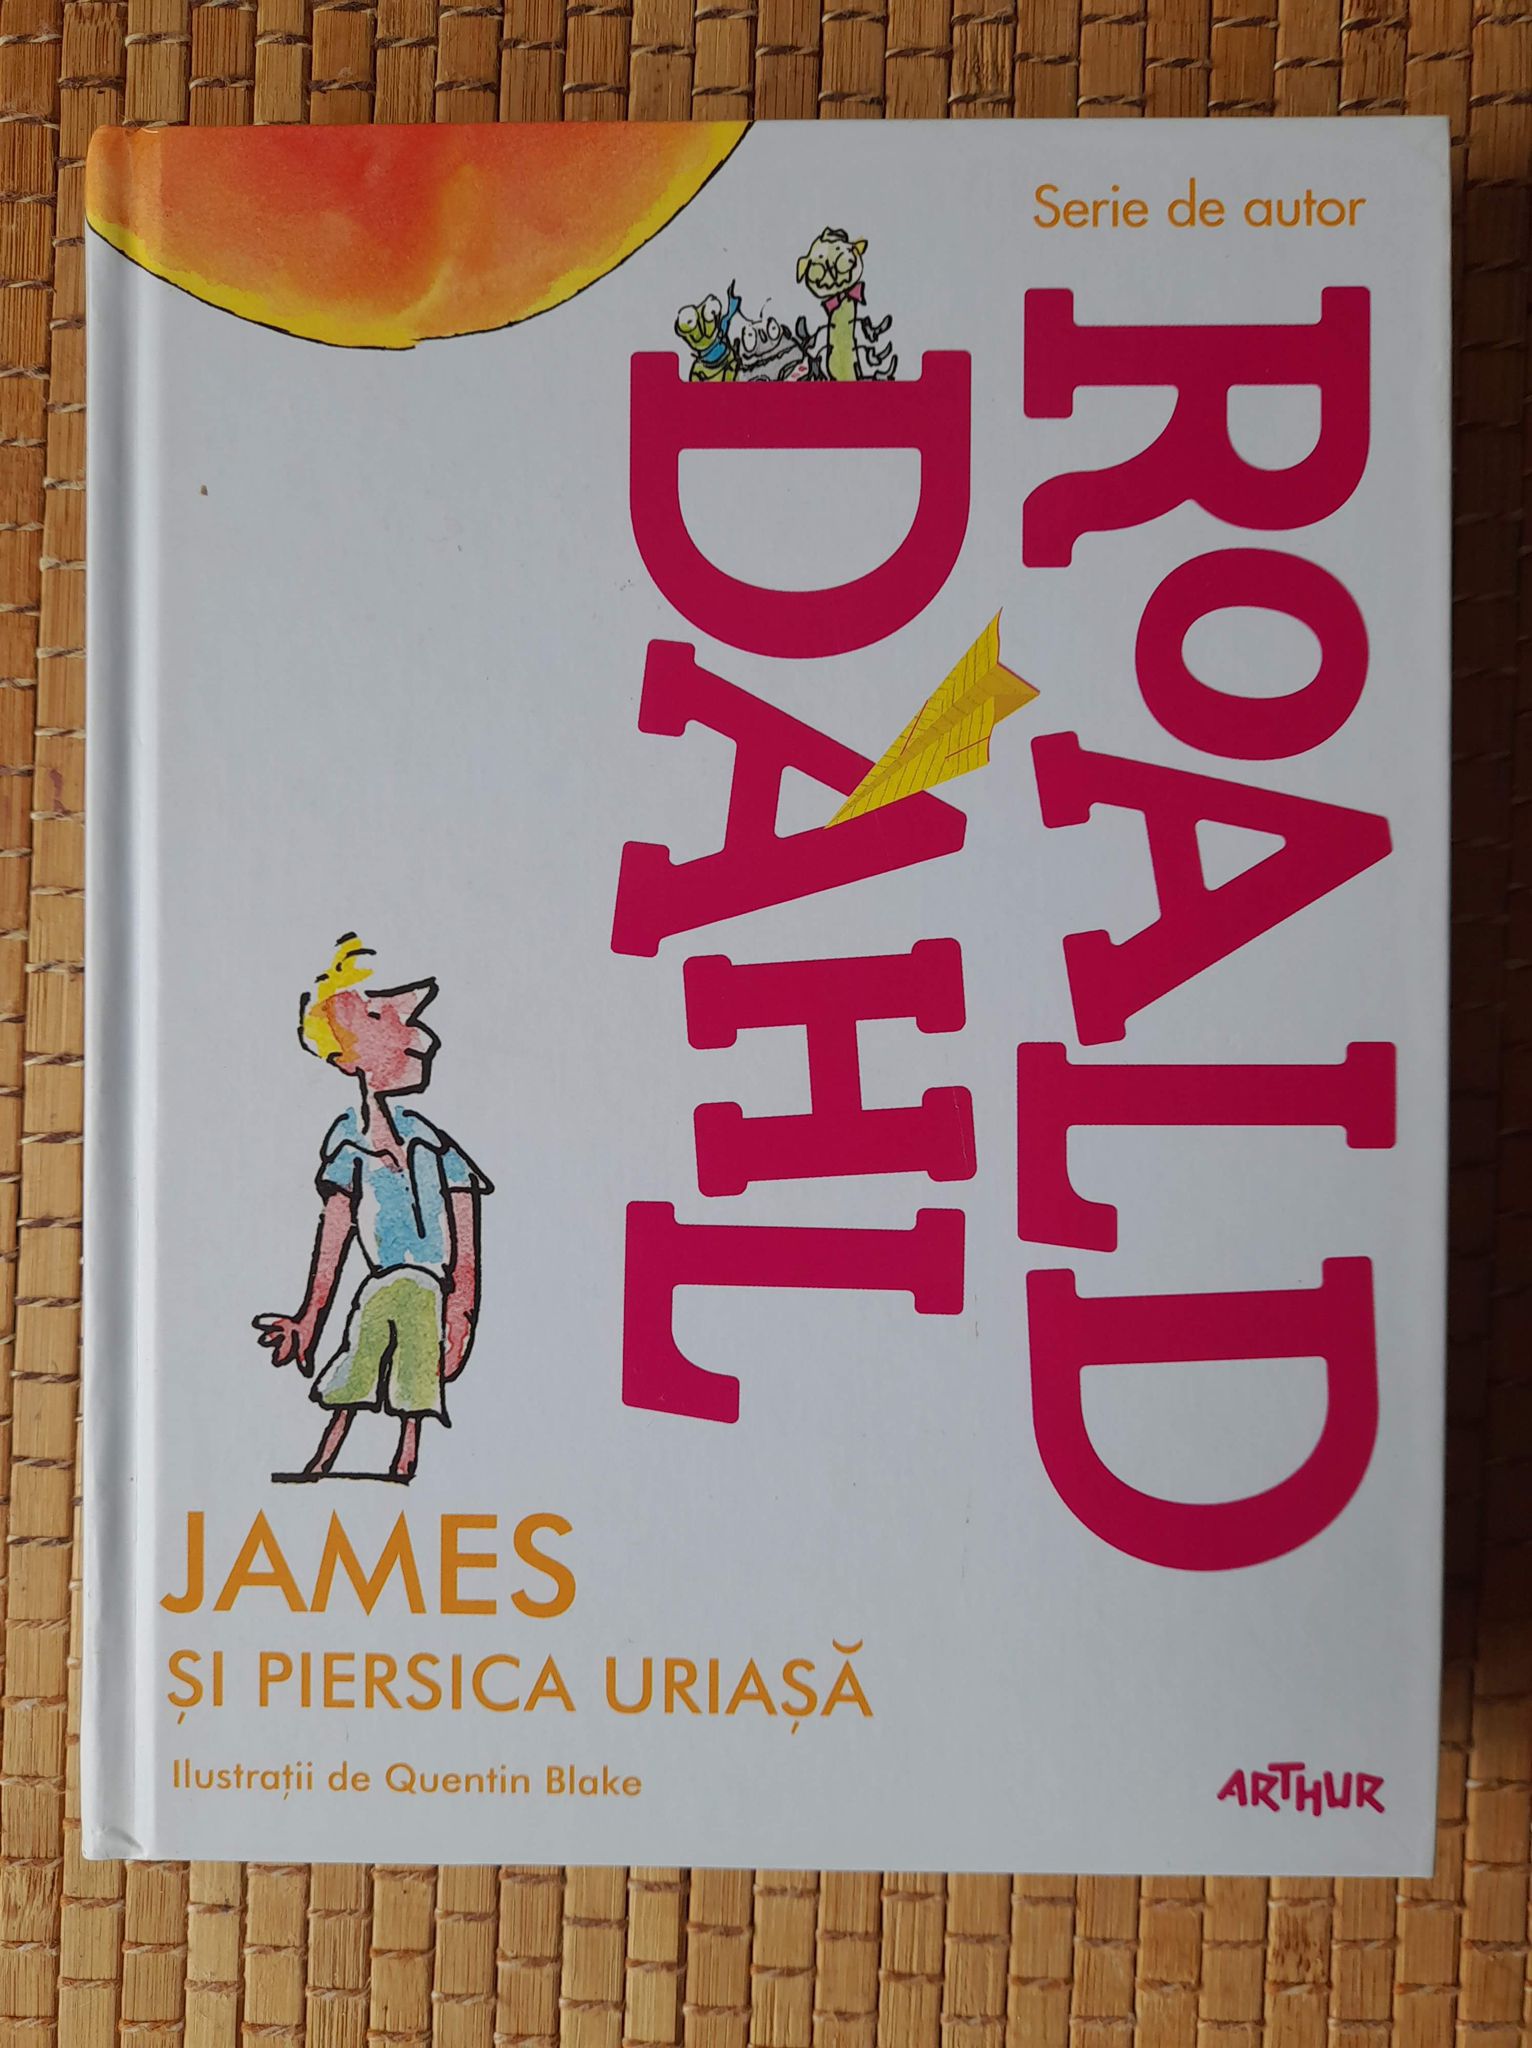 Serie de autor
ROALD
DAHL
JAMES
ȘI PIERSICA URIAȘĂ
Ilustrații de Quentin Blake
ARTHUR